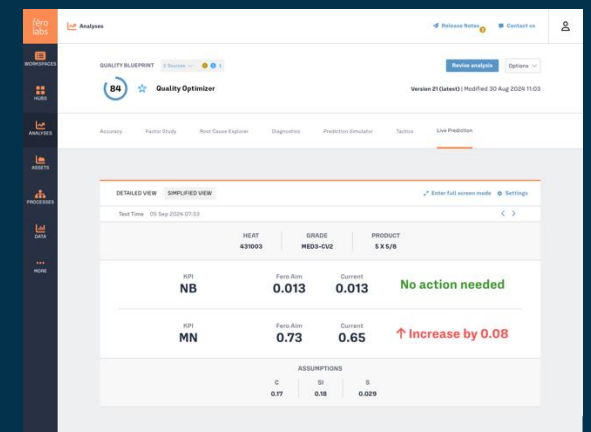 fero labs
Analyses
Release Notes
Contact us
WORKSPACES
HUBS
ANALYSES
ASSETS
PROCESSES
DATA
MORE
QUALITY BLUEPRINT 2 Sources
Revise analysis Options
84 Quality Optimizer
Version 21 (latest) | Modified 30 Aug 2024 11:03
Accuracy Factor Study Root Cause Explorer Diagnostics Prediction Simulator Tactics Live Prediction
DETAILED VIEW SIMPLIFIED VIEW Enter full screen mode Settings
Test Time 05 Sep 2024 07:33
HEAT GRADE PRODUCT
431003 MED3-CV2 5 X 5/8
KPI Fero Aim Current
NB 0.013 0.013 No action needed
KPI Fero Aim Current
MN 0.73 0.65 ↑ Increase by 0.08
ASSUMPTIONS
C SI S
0.17 0.18 0.029